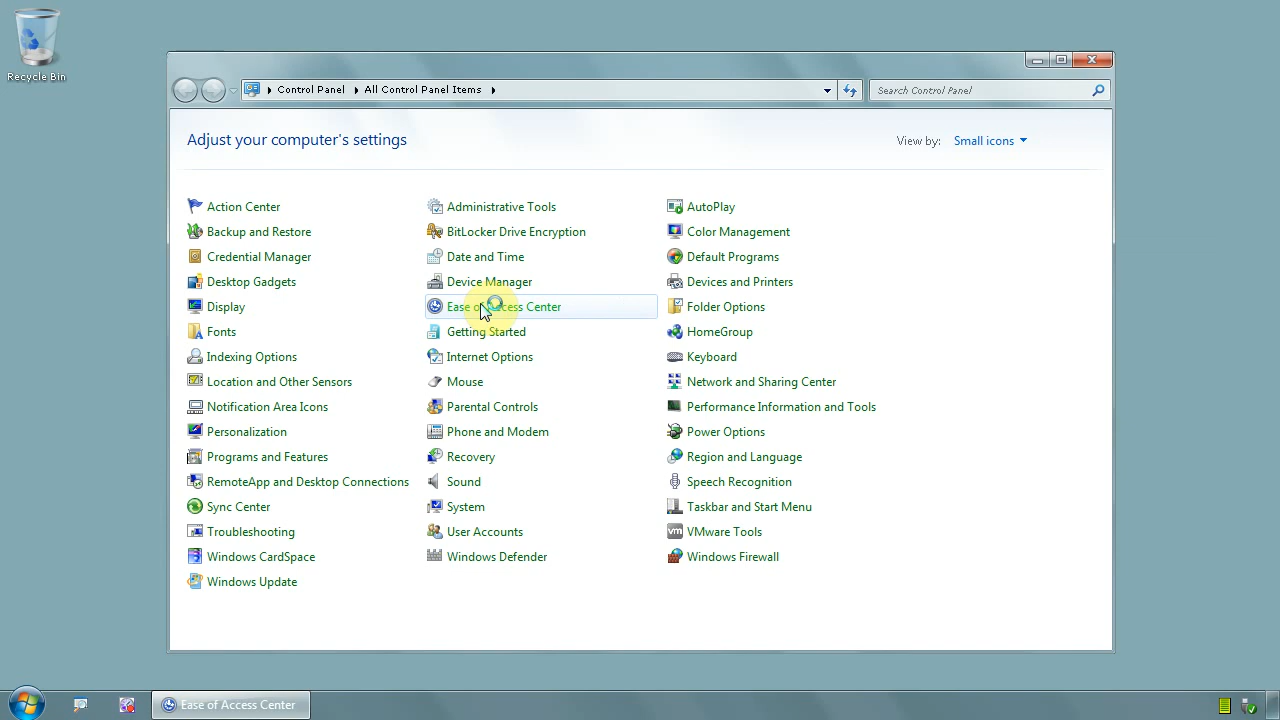 Recycle Bin
Control Panel All Control Panel Items
Search Control Panel
Adjust your computer's settings
View by: Small icons
Action Center Administrative Tools AutoPlay
Backup and Restore BitLocker Drive Encryption Color Management
Credential Manager Date and Time Default Programs
Desktop Gadgets Device Manager Devices and Printers
Display Ease of Access Center Folder Options
Fonts Getting Started HomeGroup
Indexing Options Internet Options Keyboard
Location and Other Sensors Mouse Network and Sharing Center
Notification Area Icons Parental Controls Performance Information and Tools
Personalization Phone and Modem Power Options
Programs and Features Recovery Region and Language
RemoteApp and Desktop Connections Sound Speech Recognition
Sync Center System Taskbar and Start Menu
Troubleshooting User Accounts vm VMware Tools
Windows CardSpace Windows Defender Windows Firewall
Windows Update
Ease of Access Center